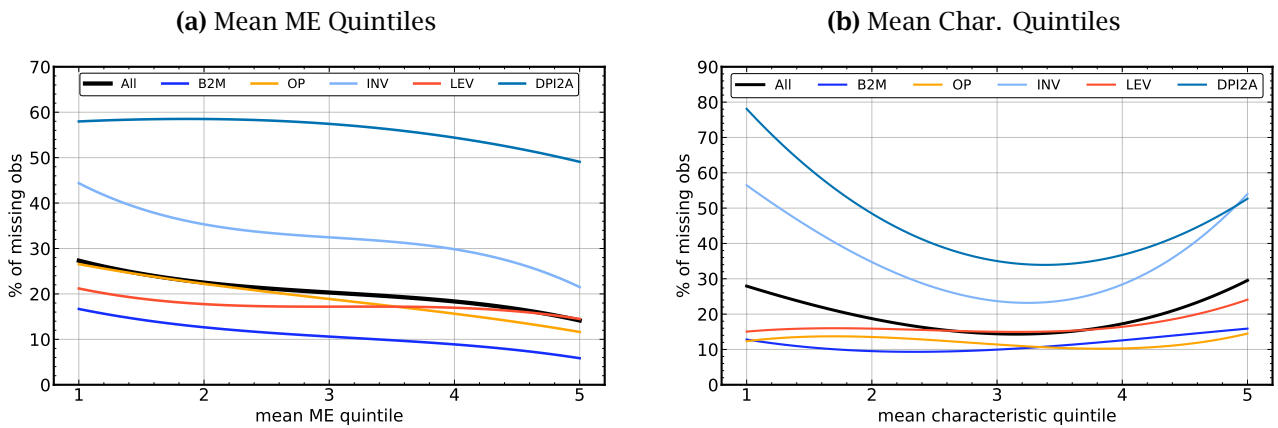 (a) Mean ME Quintiles
70
60
50
40
30
20
10
0
% of missing obs
All B2M OP INV LEV DPI2A
1 2 3 4 5
mean ME quintile
(b) Mean Char. Quintiles
90
80
70
60
50
40
30
20
10
0
% of missing obs
All B2M OP INV LEV DPI2A
1 2 3 4 5
mean characteristic quintile